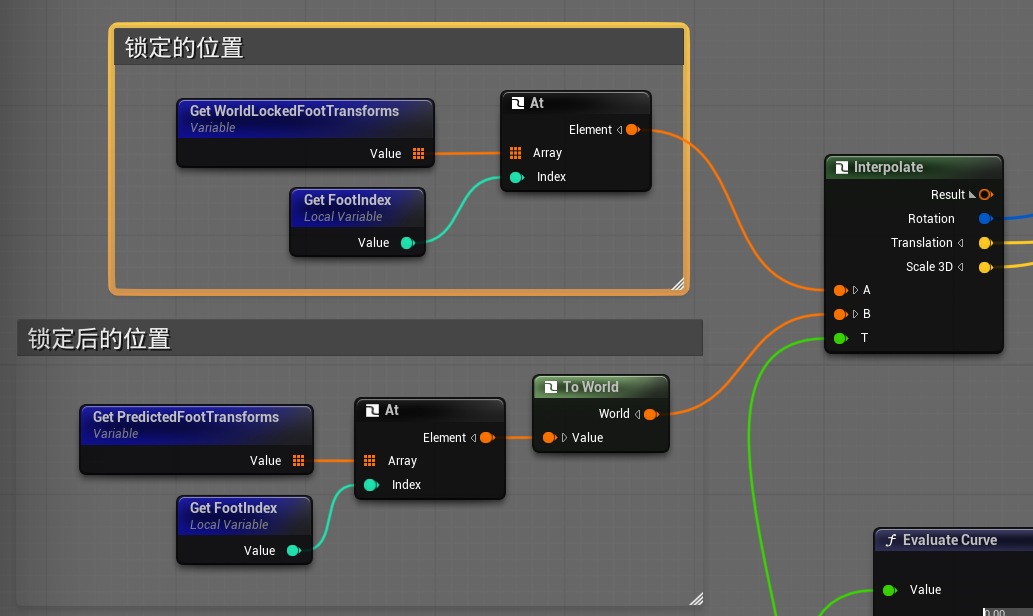 锁定的位置
Get WorldLockedFootTransforms
Variable
Value
Get FootIndex
Local Variable
Value
At
Element
Array
Index
Interpolate
Result
Rotation
Translation
Scale 3D
A
B
T
锁定后的位置
Get PredictedFootTransforms
Variable
Value
Get FootIndex
Local Variable
Value
At
Element
Array
Index
To World
World
Value
Evaluate Curve
Value
0.00